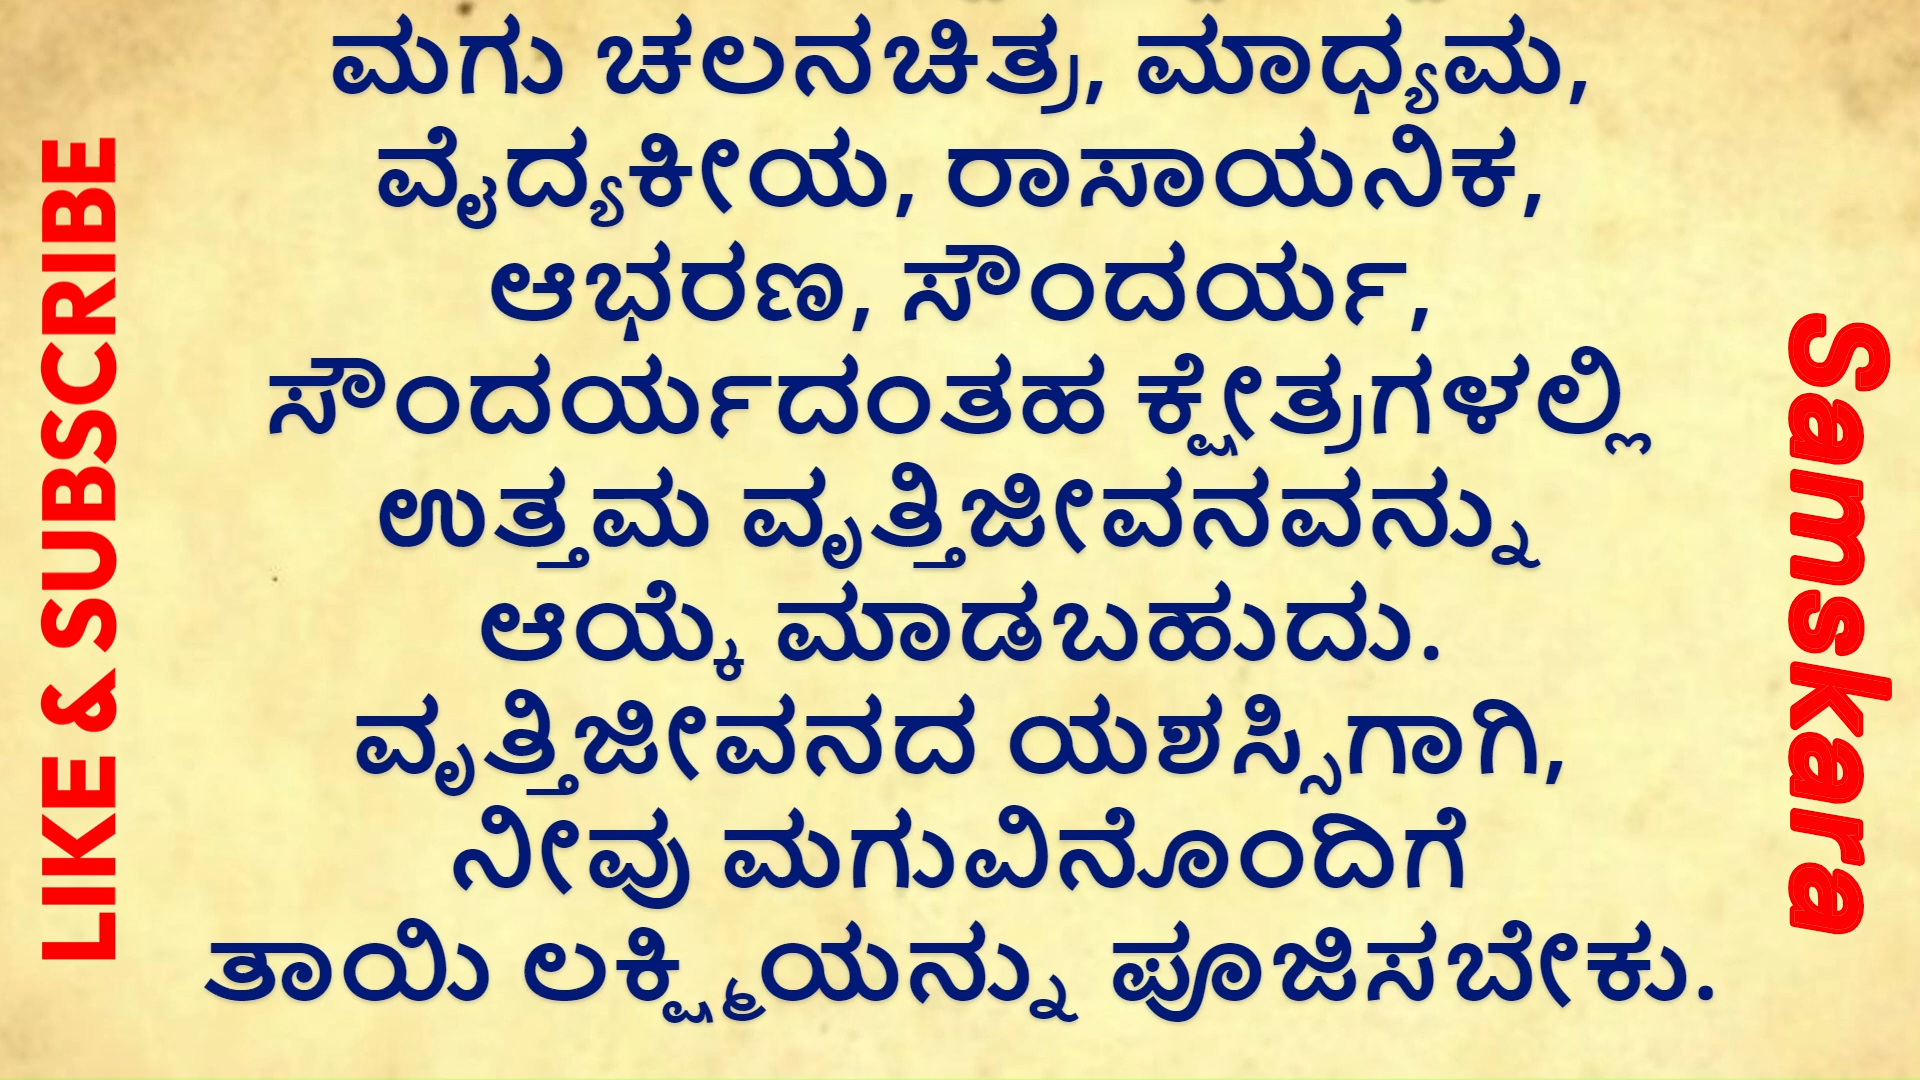 ಮಗು ಚಲನಚಿತ್ರ, ಮಾಧ್ಯಮ,
ವೈದ್ಯಕೀಯ, ರಾಸಾಯನಿಕ,
ಆಭರಣ, ಸೌಂದರ್ಯ,
ಸೌಂದರ್ಯದಂತಹ ಕ್ಷೇತ್ರಗಳಲ್ಲಿ
ಉತ್ತಮ ವೃತ್ತಿಜೀವನವನ್ನು
ಆಯ್ಕೆ ಮಾಡಬಹುದು.
ವೃತ್ತಿಜೀವನದ ಯಶಸ್ಸಿಗಾಗಿ,
ನೀವು ಮಗುವಿನೊಂದಿಗೆ
ತಾಯಿ ಲಕ್ಷ್ಮಿಯನ್ನು ಪೂಜಿಸಬೇಕು.
LIKE & SUBSCRIBE
Samskara